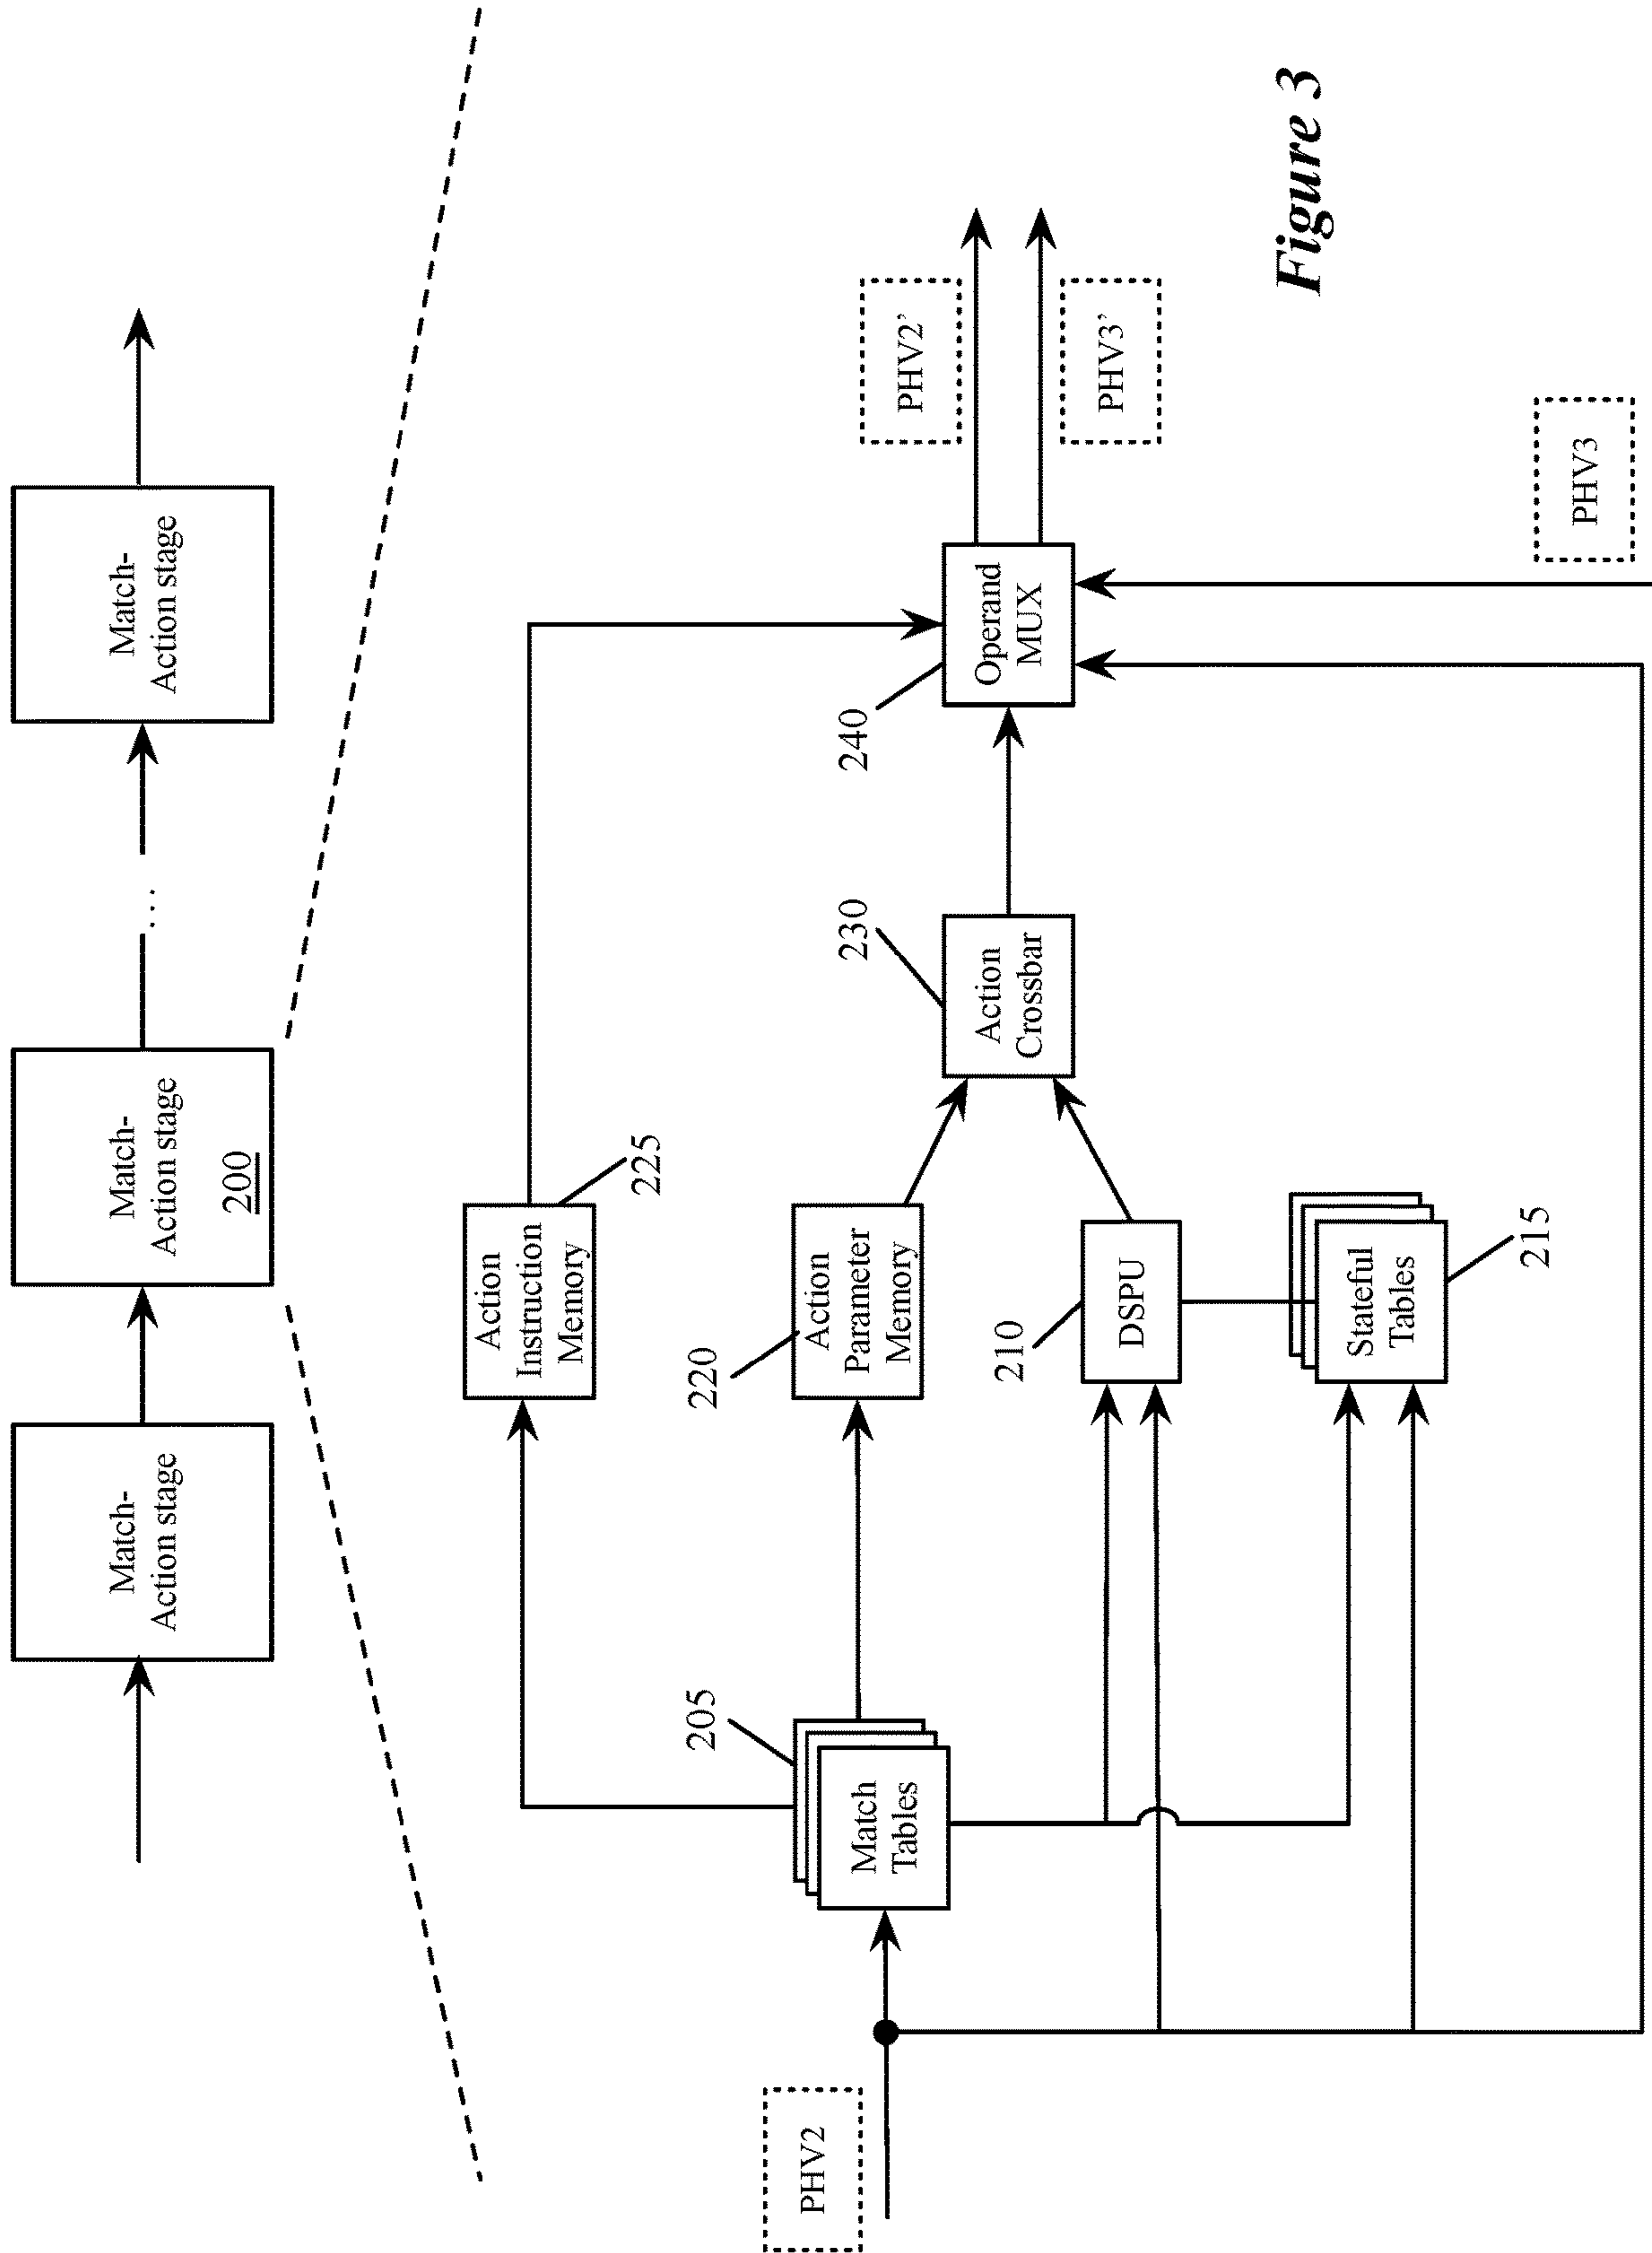 Match-
Action stage
Match-
Action stage
200
...
Match-
Action stage
Action
Instruction
Memory
225
205
Match
Tables
220
Action
Parameter
Memory
PHV2
210
DSPU
Stateful
Tables
215
230
Action
Crossbar
240
Operand
MUX
PHV2'
PHV3'
PHV3
Figure 3